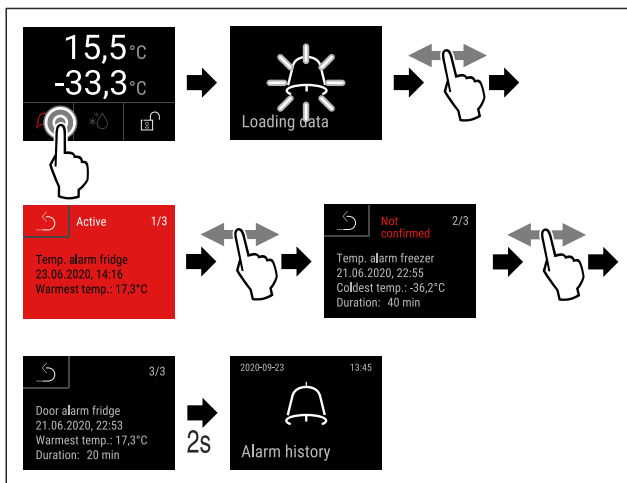 15,5°C
-33,3°C
Loading data
Active 1/3
Temp. alarm fridge
23.06.2020, 14:16
Warmest temp.: 17,3°C
Not confirmed 2/3
Temp. alarm freezer
21.06.2020, 22:55
Coldest temp.: -36,2°C
Duration: 40 min
3/3
Door alarm fridge
21.06.2020, 22:53
Warmest temp.: 17,3°C
Duration: 20 min
2s
2020-09-23 13:45
Alarm history